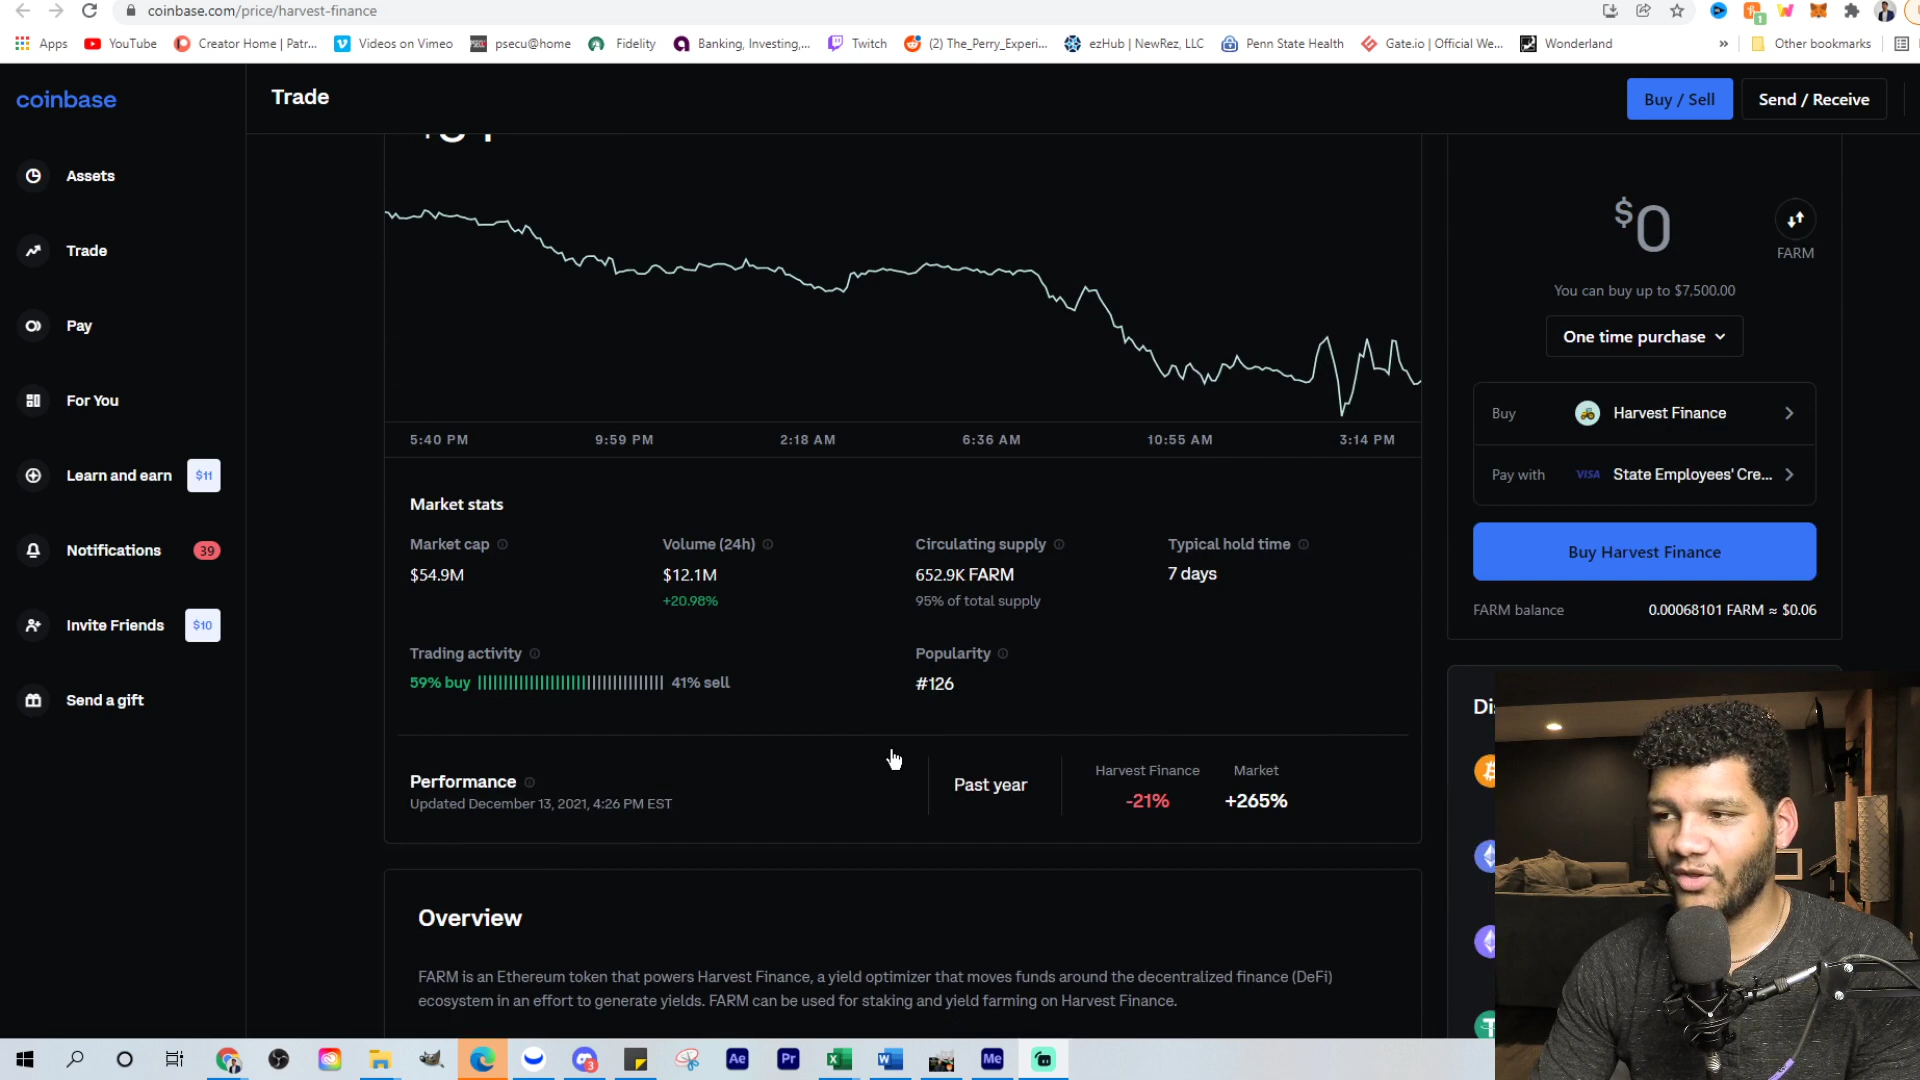 coinbase.com/price/harvest-finance
Apps
YouTube
Creator Home | Patr...
Videos on Vimeo
psecu@home
Fidelity
Banking, Investing,...
Twitch
(2) The_Perry_Experi...
ezHub | NewRez, LLC
Penn State Health
Gate.io | Official We...
Wonderland
»
Other bookmarks
coinbase
Trade
Buy / Sell
Send / Receive
Assets
Trade
Pay
For You
Learn and earn $11
Notifications 39
Invite Friends $10
Send a gift
5:40 PM 9:59 PM 2:18 AM 6:36 AM 10:55 AM 3:14 PM
Market stats
Market cap
$54.9M
Volume (24h)
$12.1M
+20.98%
Circulating supply
652.9K FARM
95% of total supply
Typical hold time
7 days
Trading activity
59% buy 41% sell
Popularity
#126
Performance
Updated December 13, 2021, 4:26 PM EST
Past year
Harvest Finance
-21%
Market
+265%
Overview
FARM is an Ethereum token that powers Harvest Finance, a yield optimizer that moves funds around the decentralized finance (DeFi)
ecosystem in an effort to generate yields. FARM can be used for staking and yield farming on Harvest Finance.
$0
FARM
You can buy up to $7,500.00
One time purchase
Buy Harvest Finance
Pay with VISA State Employees' Cre...
Buy Harvest Finance
FARM balance 0.00068101 FARM ≈ $0.06
Ae
Pr
Me
3